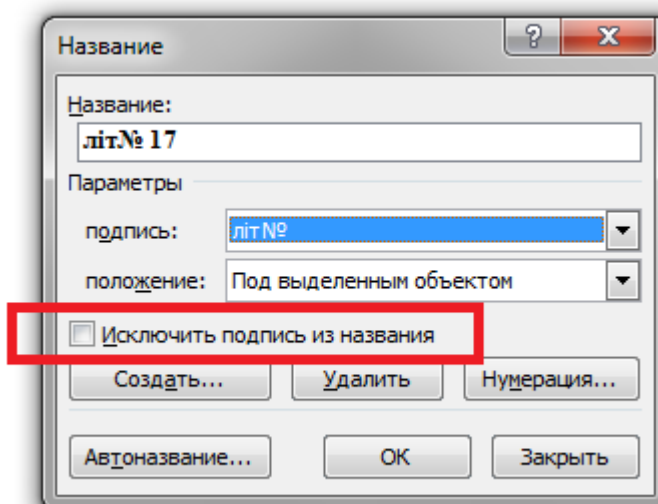 Название
Название:
літ№ 17
Параметры
подпись: літ№
положение: Под выделенным объектом
Исключить подпись из названия
Создать... Удалить Нумерация...
Автоназвание... ОК Закрыть